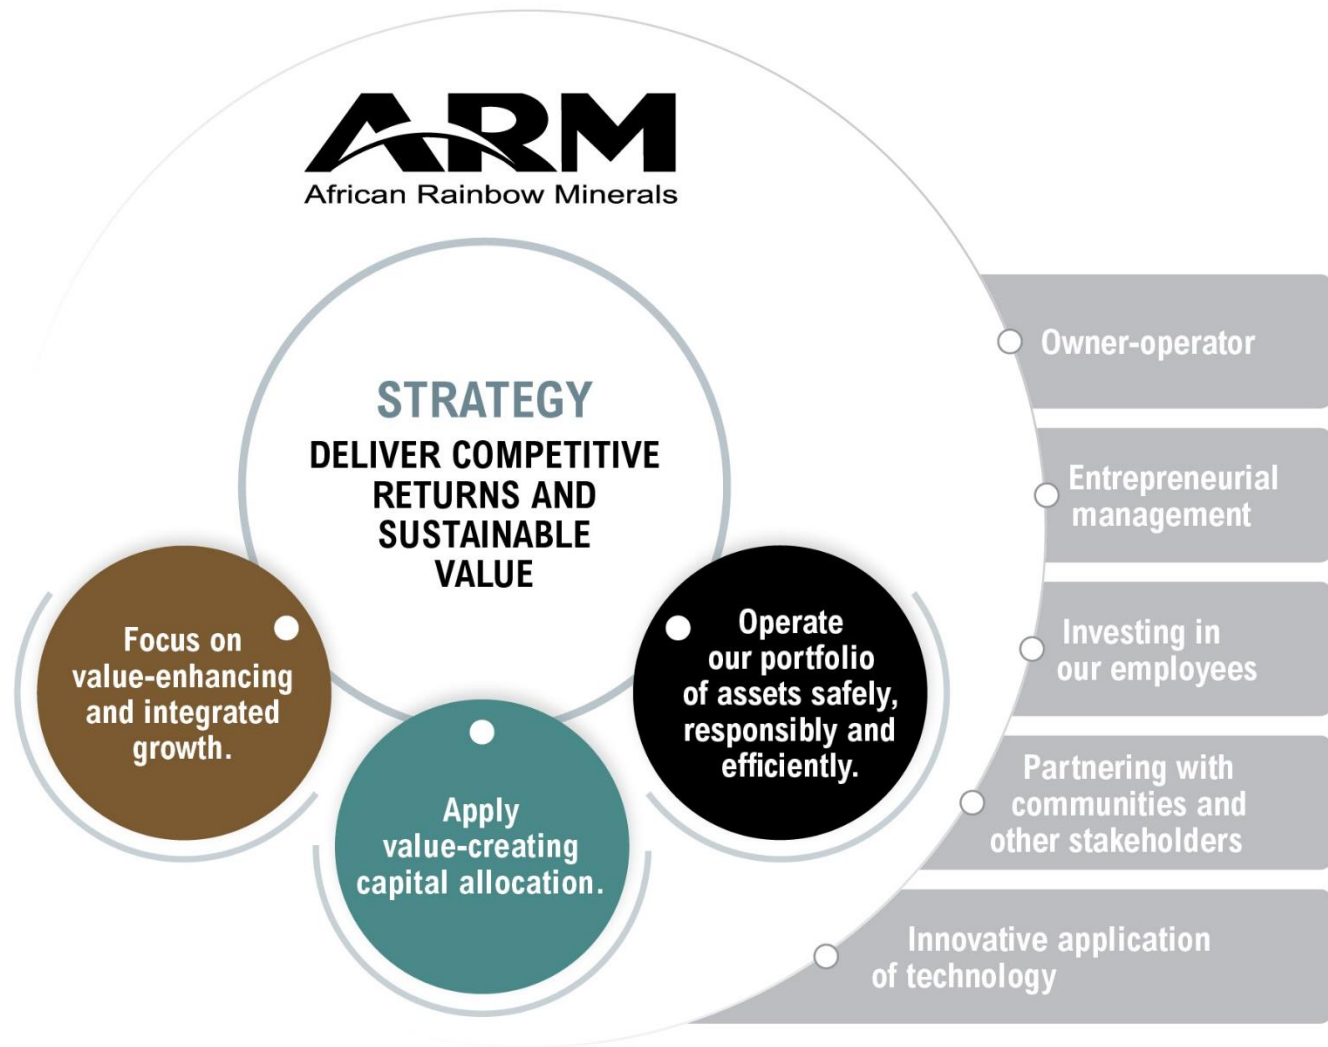 ARM
African Rainbow Minerals
STRATEGY
DELIVER COMPETITIVE
RETURNS AND
SUSTAINABLE
VALUE
Focus on
value-enhancing
and integrated
growth.
Apply
value-creating
capital allocation.
Operate
our portfolio
of assets safely,
responsibly and
efficiently.
Owner-operator
Entrepreneurial
management
Investing in
our employees
Partnering with
communities and
other stakeholders
Innovative application
of technology